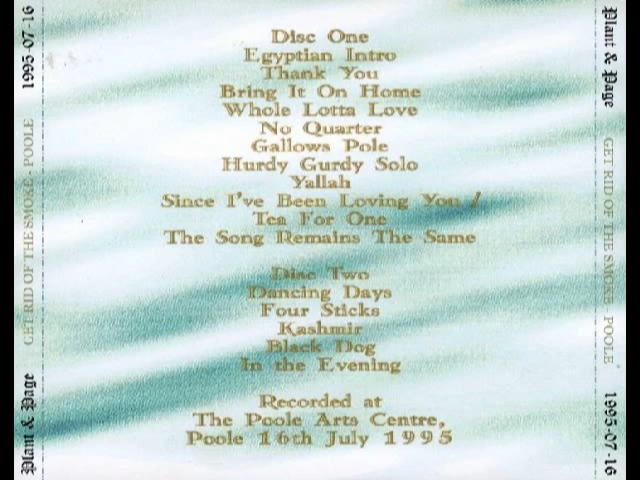 Disc One
Egyptian Intro
Thank You
Bring It On Home
Whole Lotta Love
No Quarter
Gallows Pole
Hurdy Gurdy Solo
Yallah
Since I've Been Loving You /
Tea For One
The Song Remains The Same
Disc Two
Dancing Days
Four Sticks
Kashmir
Black Dog
In the Evening
Recorded at
The Poole Arts Centre,
Poole 16th July 1995
Plant & Page GET RID OF THE SMOKE - POOLE 1995-07-16
Plant & Page GET RID OF THE SMOKE - POOLE 1995-07-16